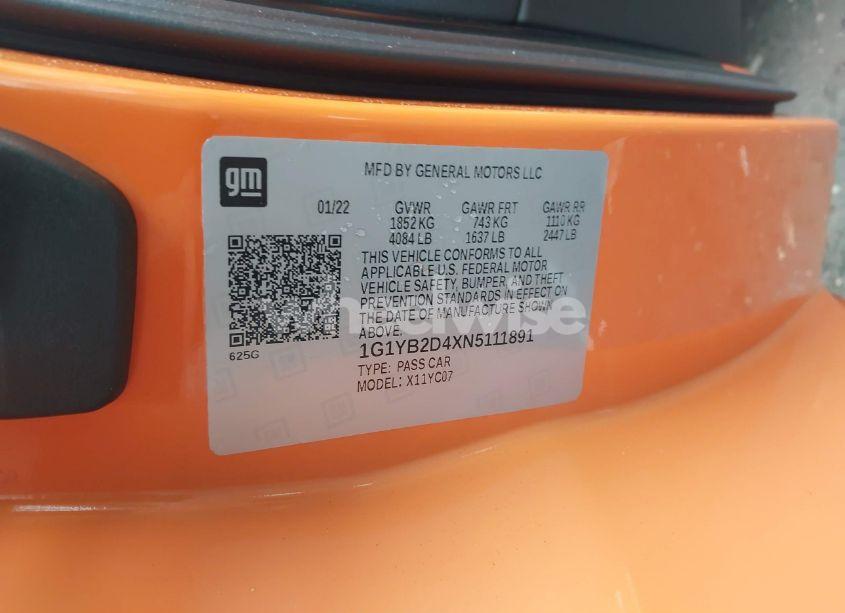 gm
MFD BY GENERAL MOTORS LLC
01/22 GVWR GAWR FRT GAWR RR
1852 KG 743 KG 1110 KG
4084 LB 1637 LB 2447 LB
THIS VEHICLE CONFORMS TO ALL
APPLICABLE U.S. FEDERAL MOTOR
VEHICLE SAFETY, BUMPER, AND THEFT
PREVENTION STANDARDS IN EFFECT ON
THE DATE OF MANUFACTURE SHOWN
ABOVE.
625G
1G1YB2D4XN5111891
TYPE: PASS CAR
MODEL: X11YC07